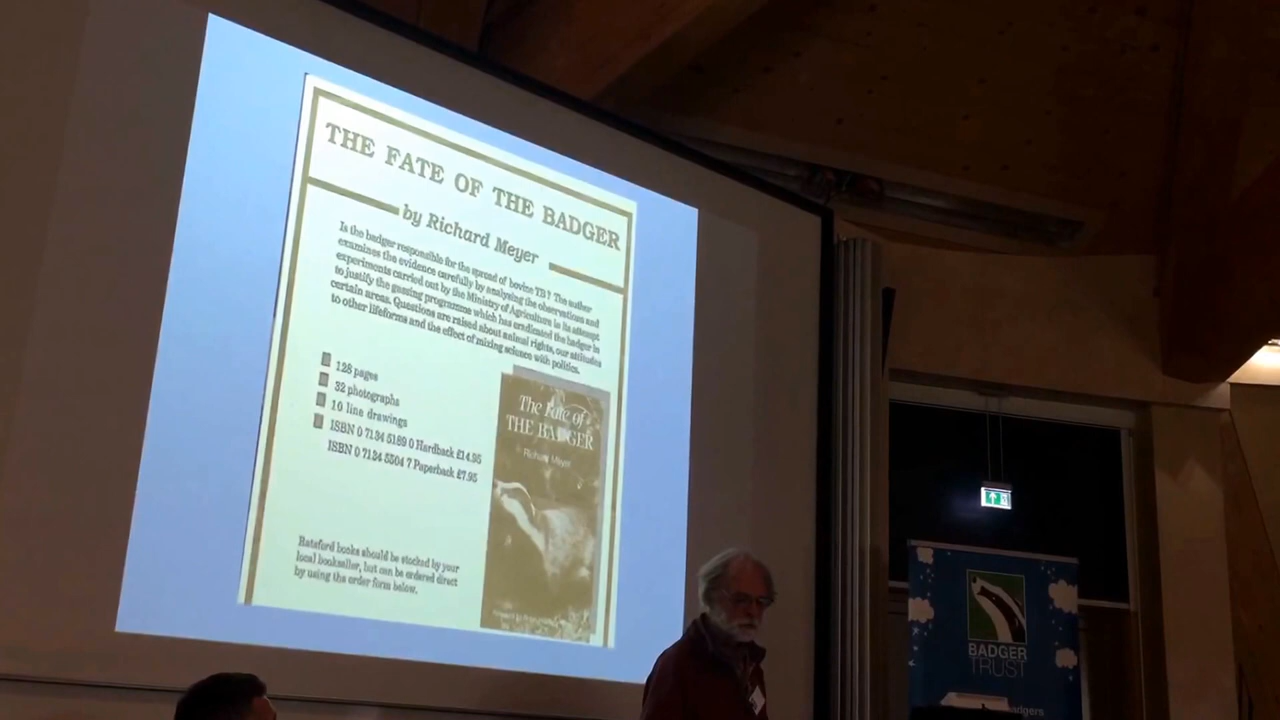 THE FATE OF THE BADGER
by Richard Meyer
Is the badger responsible for the spread of bovine TB? The author
examines the evidence carefully by analysing the observations and
experiments carried out by the Ministry of Agriculture in its attempt
to justify the gassing programme which has eradicated the badger in
certain areas. Questions are raised about animal rights, our attitudes
to other lifeforms and the effect of mixing science with politics.
128 pages
32 photographs
10 line drawings
ISBN 0 7134 5189 0 Hardback £14.95
ISBN 0 7134 5504 7 Paperback £7.95
The Fate of
THE BADGER
Richard Meyer
Batsford books should be stocked by your
local bookseller, but can be ordered direct
by using the order form below.
BADGER
TRUST
adgers